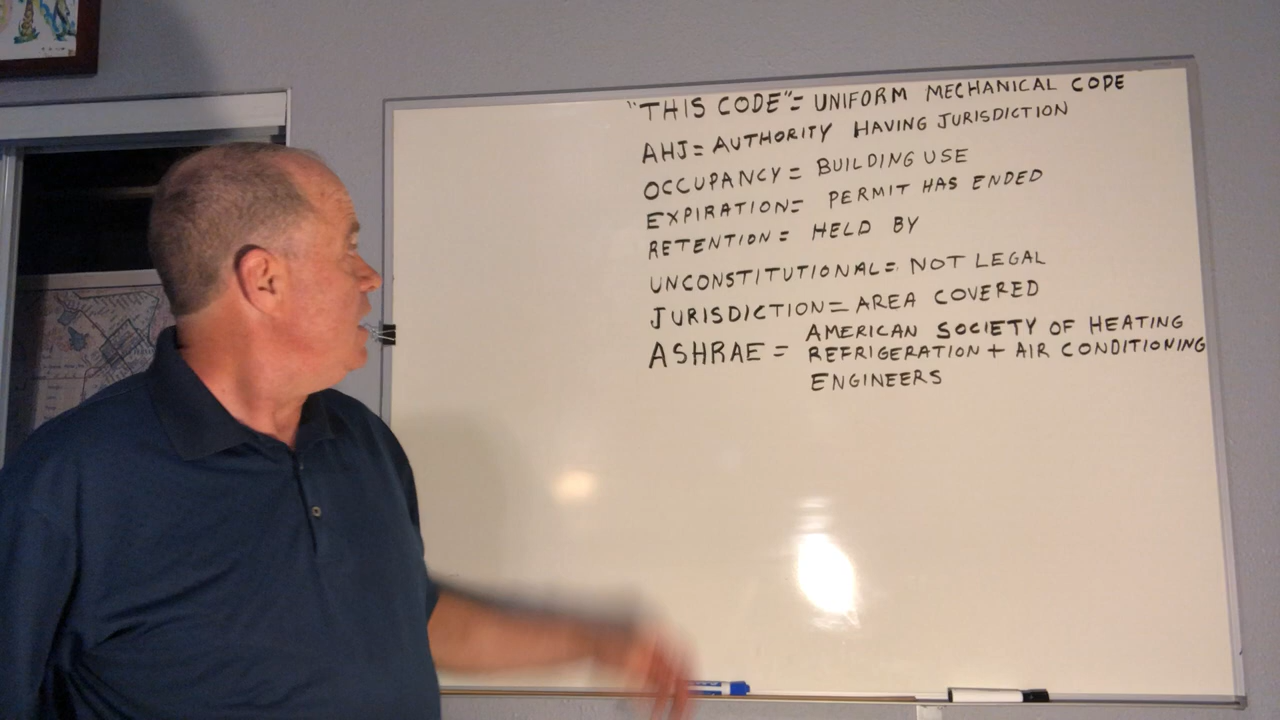 "THIS CODE"= UNIFORM MECHANICAL CODE
AHJ= AUTHORITY HAVING JURISDICTION
OCCUPANCY = BUILDING USE
EXPIRATION= PERMIT HAS ENDED
RETENTION = HELD BY
UNCONSTITUTIONAL= NOT LEGAL
JURISDICTION = AREA COVERED
ASHRAE = AMERICAN SOCIETY OF HEATING
REFRIGERATION + AIR CONDITIONING
ENGINEERS